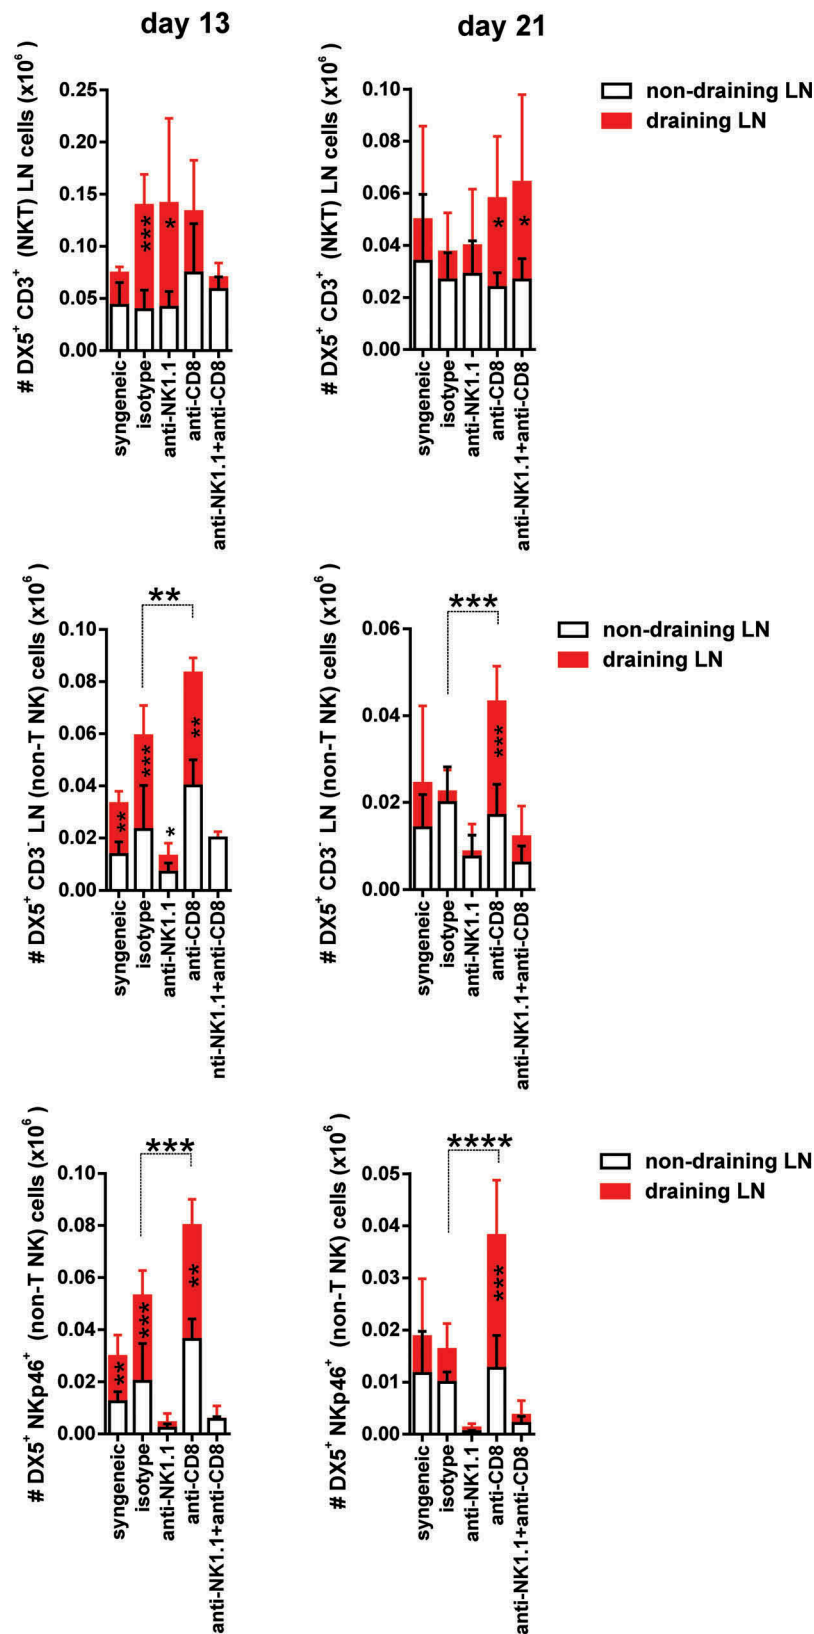 day 13
day 21
# DX5+ CD3+ (NKT) LN cells (x10^6 )
0.25
0.20
0.15
0.10
0.05
0.00
***
*
syngeneic
isotype
anti-NK1.1
anti-CD8
anti-NK1.1+anti-CD8
# DX5+ CD3+ (NKT) LN cells (x10^6 )
0.10
0.08
0.06
0.04
0.02
0.00
*
*
syngeneic
isotype
anti-NK1.1
anti-CD8
anti-NK1.1+anti-CD8
non-draining LN
draining LN
# DX5+ CD3- LN (non-T NK) cells (x10^6 )
0.10
0.08
0.06
0.04
0.02
0.00
**
**
***
*
**
syngeneic
isotype
anti-NK1.1
anti-CD8
nti-NK1.1+anti-CD8
# DX5+ CD3- LN (non-T NK) cells (x10^6 )
0.06
0.04
0.02
0.00
***
***
syngeneic
isotype
anti-NK1.1
anti-CD8
anti-NK1.1+anti-CD8
non-draining LN
draining LN
# DX5+ NKp46+ (non-T NK) cells (x10^6 )
0.10
0.08
0.06
0.04
0.02
0.00
***
**
***
**
syngeneic
isotype
anti-NK1.1
anti-CD8
anti-NK1.1+anti-CD8
# DX5+ NKp46+ (non-T NK) cells (x10^6 )
0.05
0.04
0.03
0.02
0.01
0.00
****
***
syngeneic
isotype
anti-NK1.1
anti-CD8
anti-NK1.1+anti-CD8
non-draining LN
draining LN